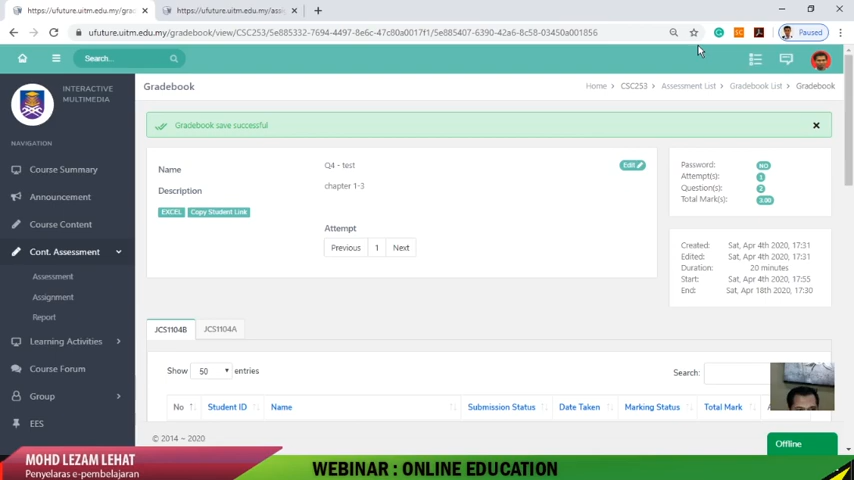 https://ufuture.uitm.edu.my/grad
https://ufuture.uitm.edu.my/asse
ufuture.uitm.edu.my/gradebook/view/CSC253/5e885332-7694-4497-8e6c-47c80a0017f1/5e885407-6390-42a6-8c58-03450a001856
Paused
Search...
INTERACTIVE
MULTIMEDIA
NAVIGATION
Course Summary
Announcement
Course Content
Cont. Assessment
Assessment
Assignment
Report
Learning Activities
Course Forum
Group
EES
Gradebook
Home > CSC253 > Assessment List > Gradebook List > Gradebook
Gradebook save successful
Name Q4 - test
Edit
Description chapter 1-3
EXCEL Copy Student Link
Attempt
Previous 1 Next
Password: NO
Attempt(s): 1
Question(s): 2
Total Mark(s): 3.00
Created: Sat, Apr 4th 2020, 17:31
Edited: Sat, Apr 4th 2020, 17:31
Duration: 20 minutes
Start: Sat, Apr 4th 2020, 17:55
End: Sat, Apr 18th 2020, 17:30
JCS1104B JCS1104A
Show 50 entries
Search:
No Student ID Name Submission Status Date Taken Marking Status Total Mark
© 2014 ~ 2020
Offline
MOHD LEZAM LEHAT
Penyelaras e-pembelajaran
WEBINAR : ONLINE EDUCATION